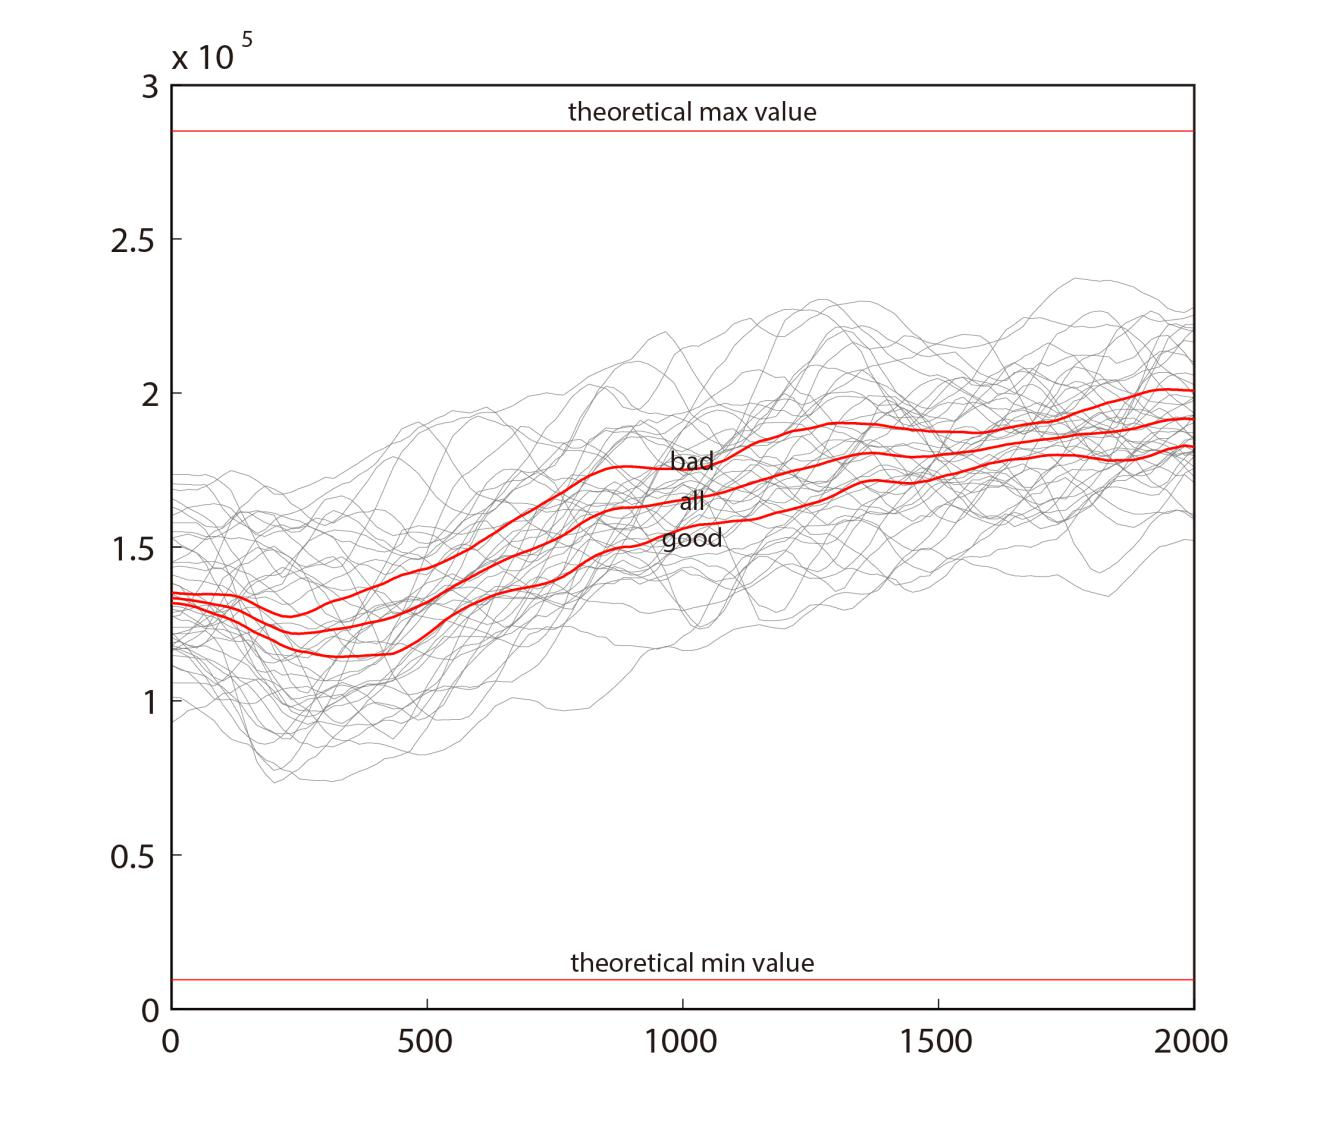 x 10 5
3
theoretical max value
2.5
2
bad
all
1.5
good
1
0.5
theoretical min value
0
0 500 1000 1500 2000